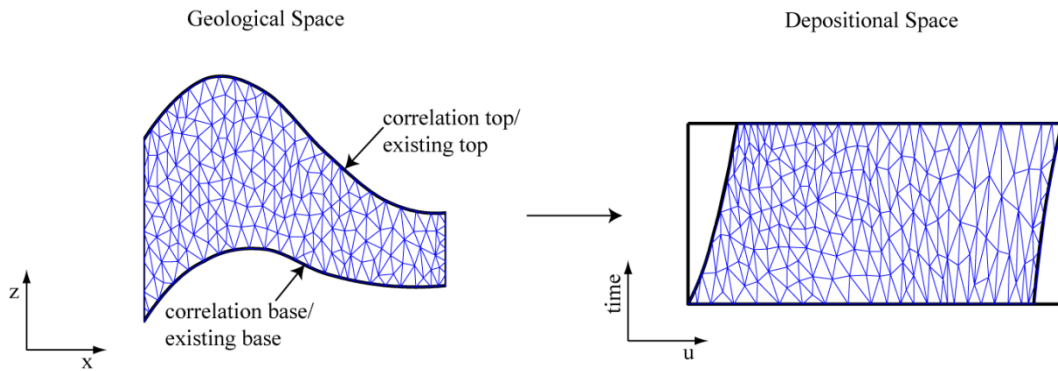 Geological Space
Depositional Space
correlation top/
existing top
correlation base/
existing base
z
x
time
u